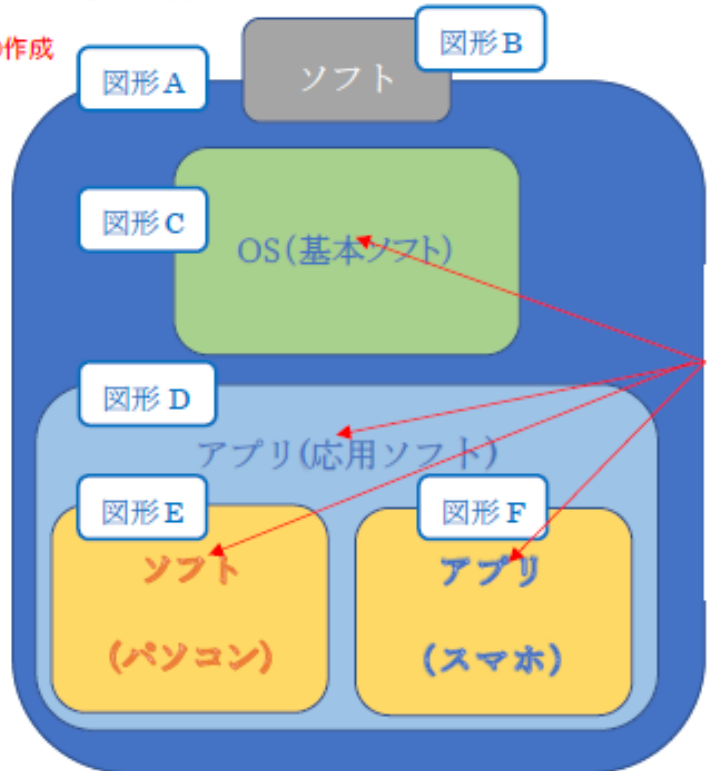 作成
図形B
図形A
ソフト
図形C
OS(基本ソフト)
図形D
アプリ(応用ソフト)
図形E
図形F
ソフト
(パソコン)
アプリ
(スマホ)